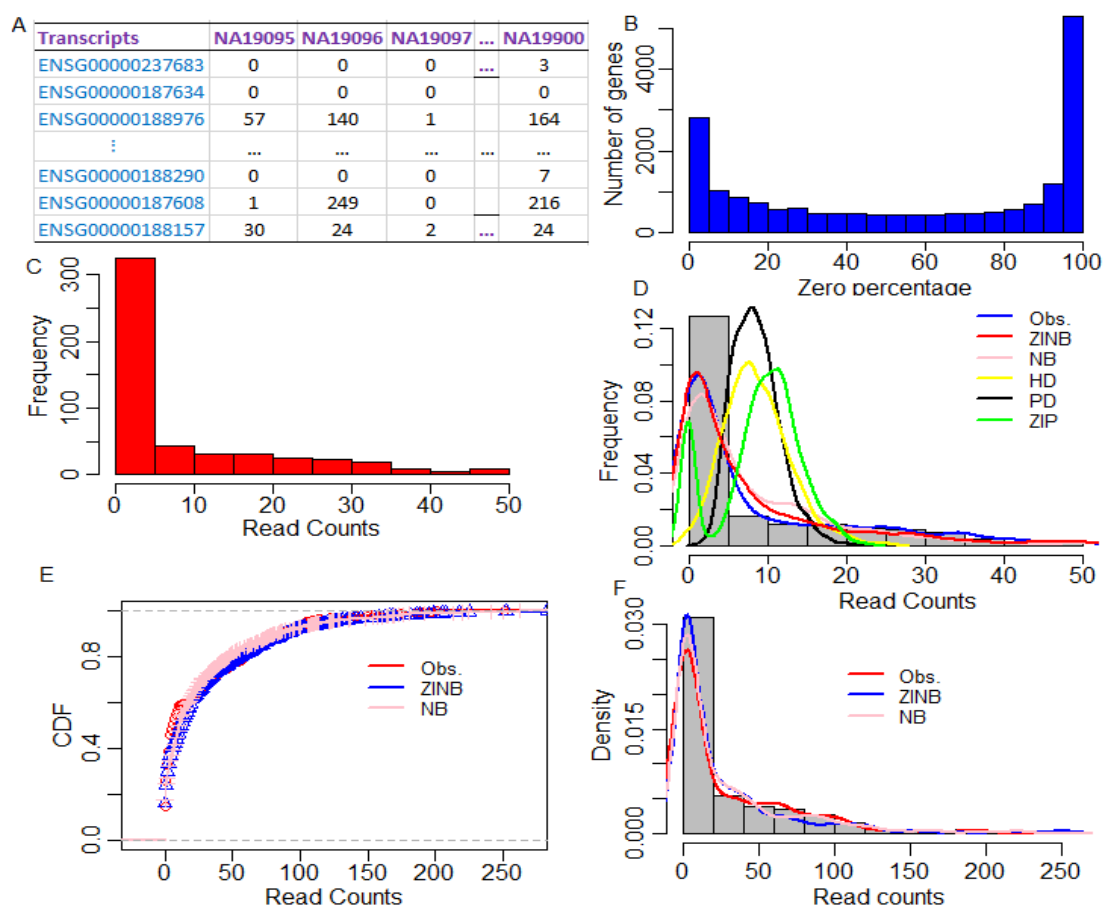 A
Transcripts NA19095 NA19096 NA19097 ... NA19900
ENSG00000237683 0 0 0 ... 3
ENSG00000187634 0 0 0 0
ENSG00000188976 57 140 1 164
⋮ ... ... ... ... ...
ENSG00000188290 0 0 0 7
ENSG00000187608 1 249 0 216
ENSG00000188157 30 24 2 ... 24
B
Number of genes
0 2000 4000
0 20 40 60 80 100
Zero percentage
C
Frequency
0 100 300
0 10 20 30 40 50
Read Counts
D
Frequency
0.00 0.04 0.08 0.12
Obs.
ZINB
NB
HD
PD
ZIP
0 10 20 30 40 50
Read Counts
E
CDF
0.0 0.4 0.8
Obs.
ZINB
NB
0 50 100 150 200 250
Read Counts
F
Density
0.000 0.015 0.030
Obs.
ZINB
NB
0 50 100 150 200 250
Read counts